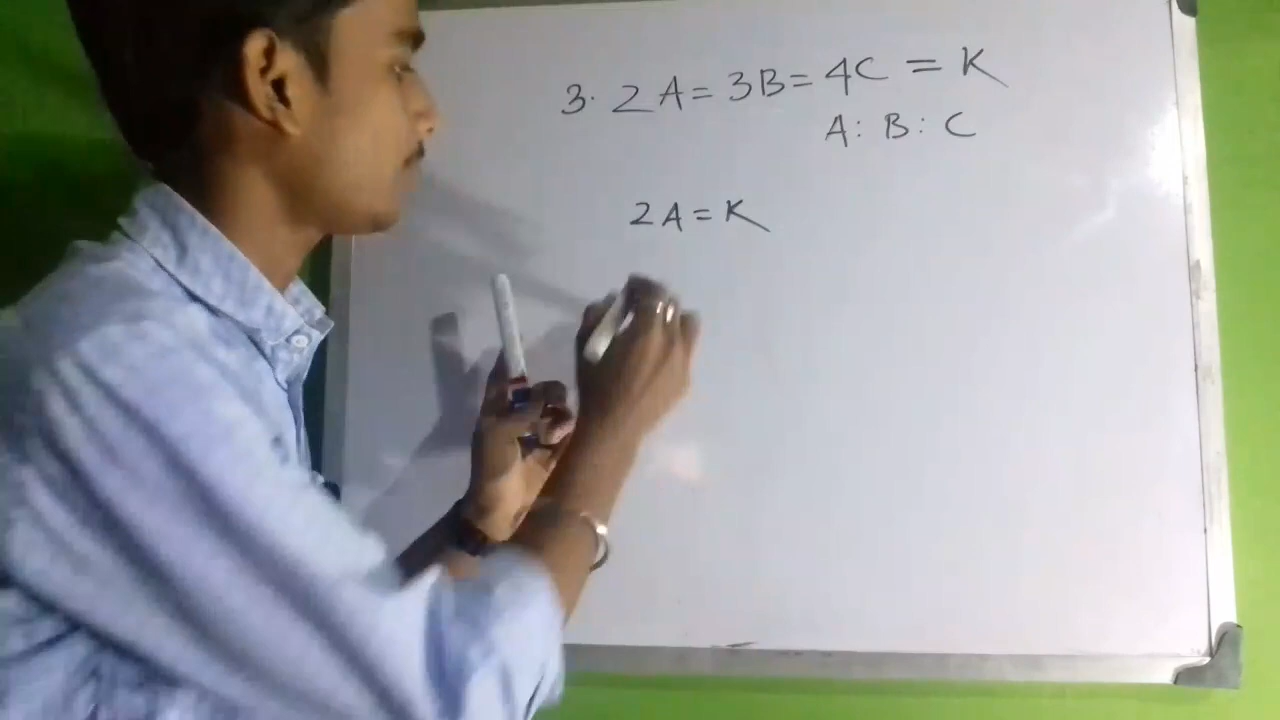 3. 2A = 3B = 4C = K
A : B : C
2A = K